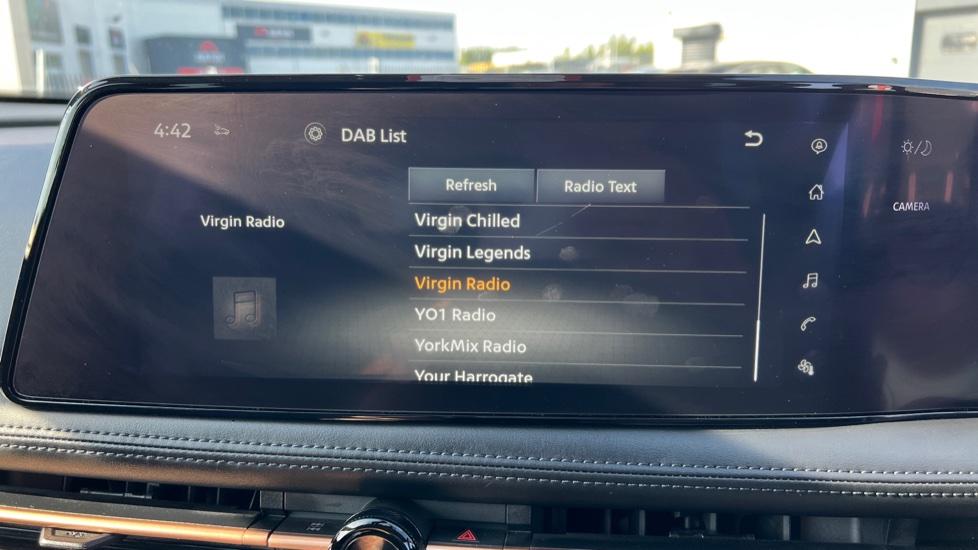 4:42
DAB List
Refresh
Radio Text
Virgin Radio
Virgin Chilled
Virgin Legends
Virgin Radio
YO1 Radio
YorkMix Radio
Your Harrogate
CAMERA